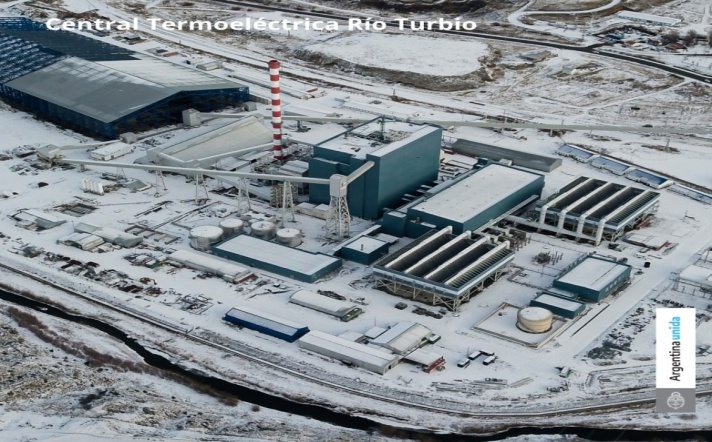 Central Termoeléctrica Río Turbio
Argentina unida